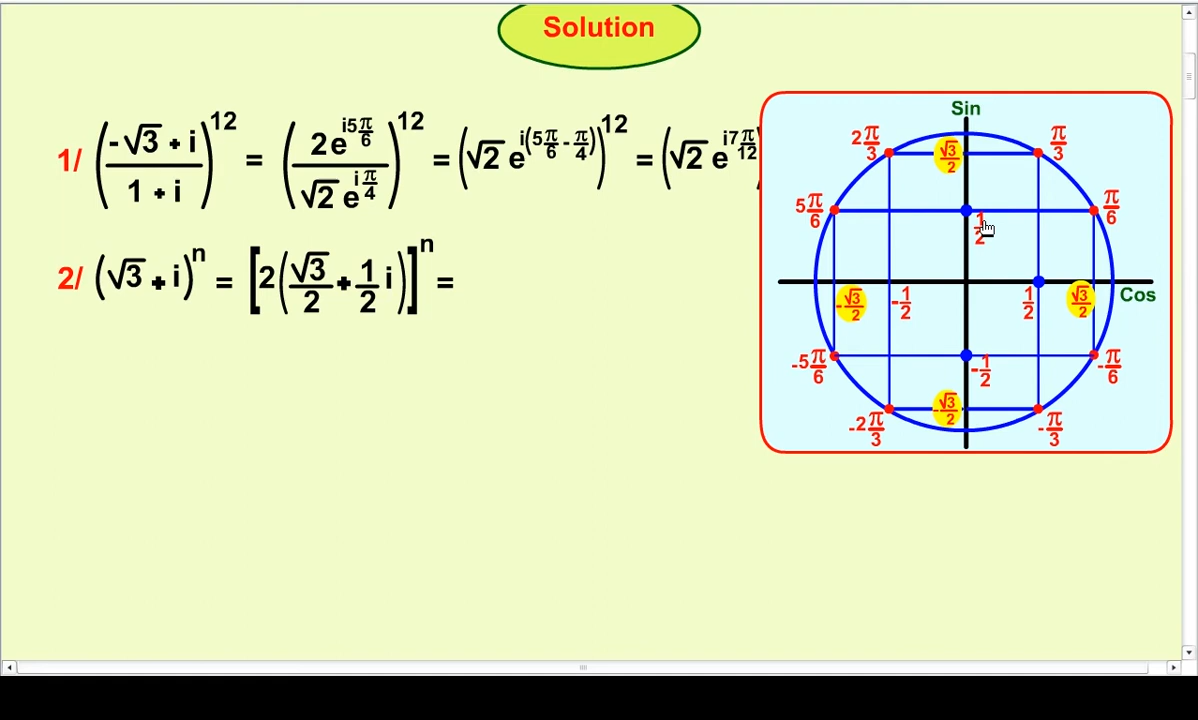 Solution
1/ ((-√3 + i)/(1 + i))^12 = (2e^(i5π/6)/(√2 e^(iπ/4)))^12 = (√2 e^(i(5π/6 - π/4)))^12 = (√2 e^(i7π/12)
2/ (√3 + i)^n = [2(√3/2 + 1/2 i)]^n =
Sin
2π/3 √3/2 π/3
5π/6 π/6
1/2
Cos
-√3/2 -1/2 1/2 √3/2
-5π/6 -1/2 -π/6
-2π/3 -√3/2 -π/3